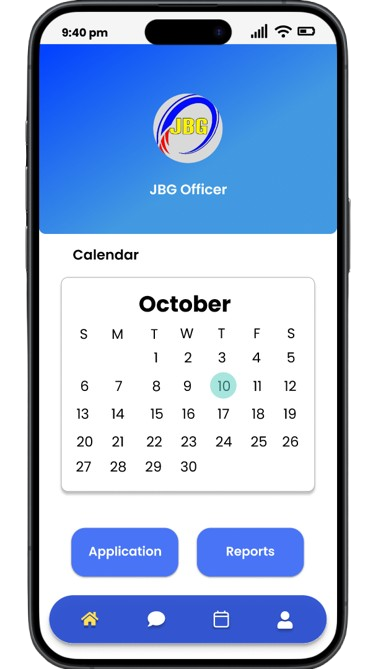 9:40 pm
JBG
JBG Officer
Calendar
October
S M T W T F S
1 2 3 4 5
6 7 8 9 10 11 12
13 14 15 16 17 18 19
20 21 22 23 24 25 26
27 28 29 30
Application Reports